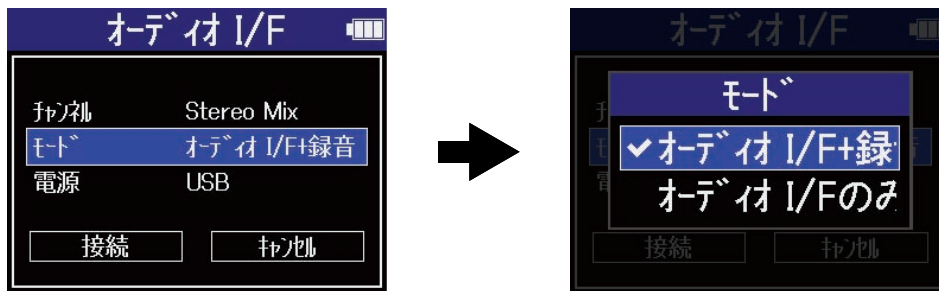 オーディオ I/F
チャンネル Stereo Mix
モード オーディオ I/F+録音
電源 USB
接続 キャンセル
オーディオ I/F
モード
✔オーディオ I/F+録
オーディオ I/Fのみ
接続 キャンセル